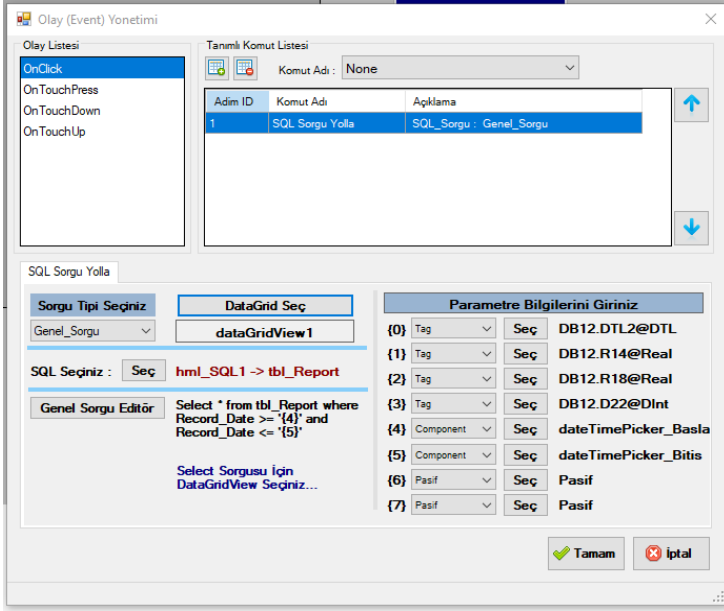 Olay (Event) Yonetimi
Olay Listesi
OnClick
OnTouchPress
OnTouchDown
OnTouchUp
Tanımlı Komut Listesi
Komut Adı : None
Adim ID Komut Adı Açıklama
1 SQL Sorgu Yolla SQL_Sorgu : Genel_Sorgu
SQL Sorgu Yolla
Sorgu Tipi Seçiniz DataGrid Seç
Genel_Sorgu dataGridView1
SQL Seçiniz : Seç hml_SQL1 -> tbl_Report
Genel Sorgu Editör
Select * from tbl_Report where
Record_Date >= '{4}' and
Record_Date <= '{5}'
Select Sorgusu İçin
DataGridView Seçiniz...
Parametre Bilgilerini Giriniz
{0} Tag Seç DB12.DTL2@DTL
{1} Tag Seç DB12.R14@Real
{2} Tag Seç DB12.R18@Real
{3} Tag Seç DB12.D22@DInt
{4} Component Seç dateTimePicker_Basla
{5} Component Seç dateTimePicker_Bitis
{6} Pasif Seç Pasif
{7} Pasif Seç Pasif
Tamam İptal